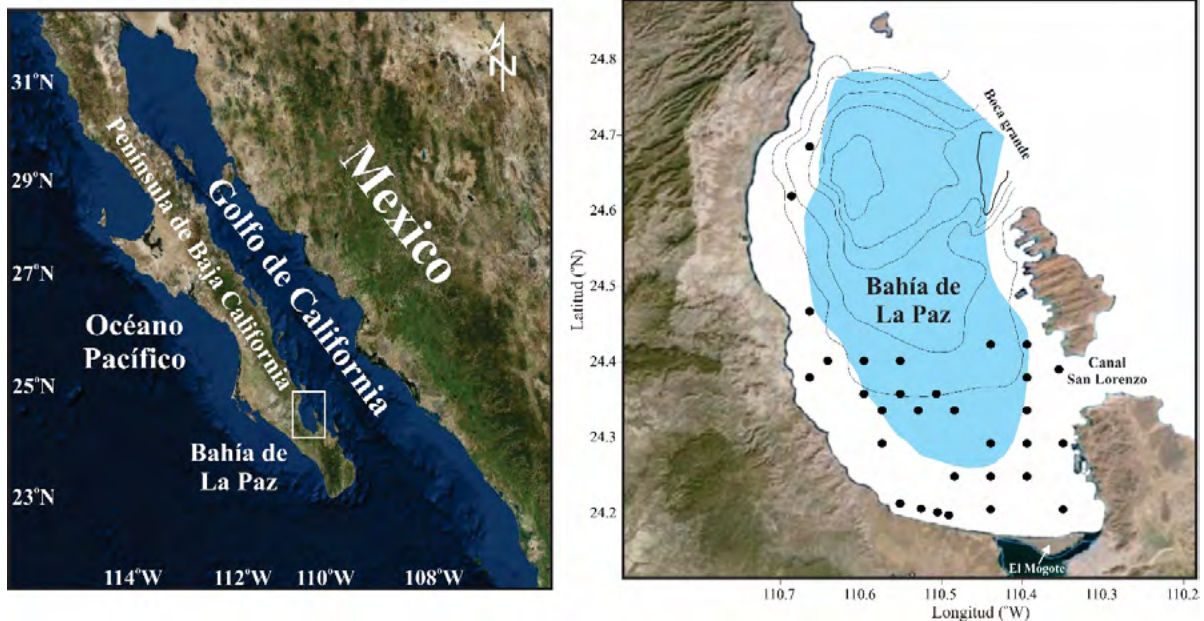 N
31°N
29°N
27°N
25°N
23°N
114°W
112°W
110°W
108°W
Península de Baja California
Golfo de California
Mexico
Océano
Pacífico
Bahía de
La Paz
24.8
24.7
24.6
24.5
24.4
24.3
24.2
Latitud (°N)
Boca grande
Bahía de
La Paz
Canal
San Lorenzo
El Mogote
110.7
110.6
110.5
110.4
110.3
110.2
Longitud (°W)